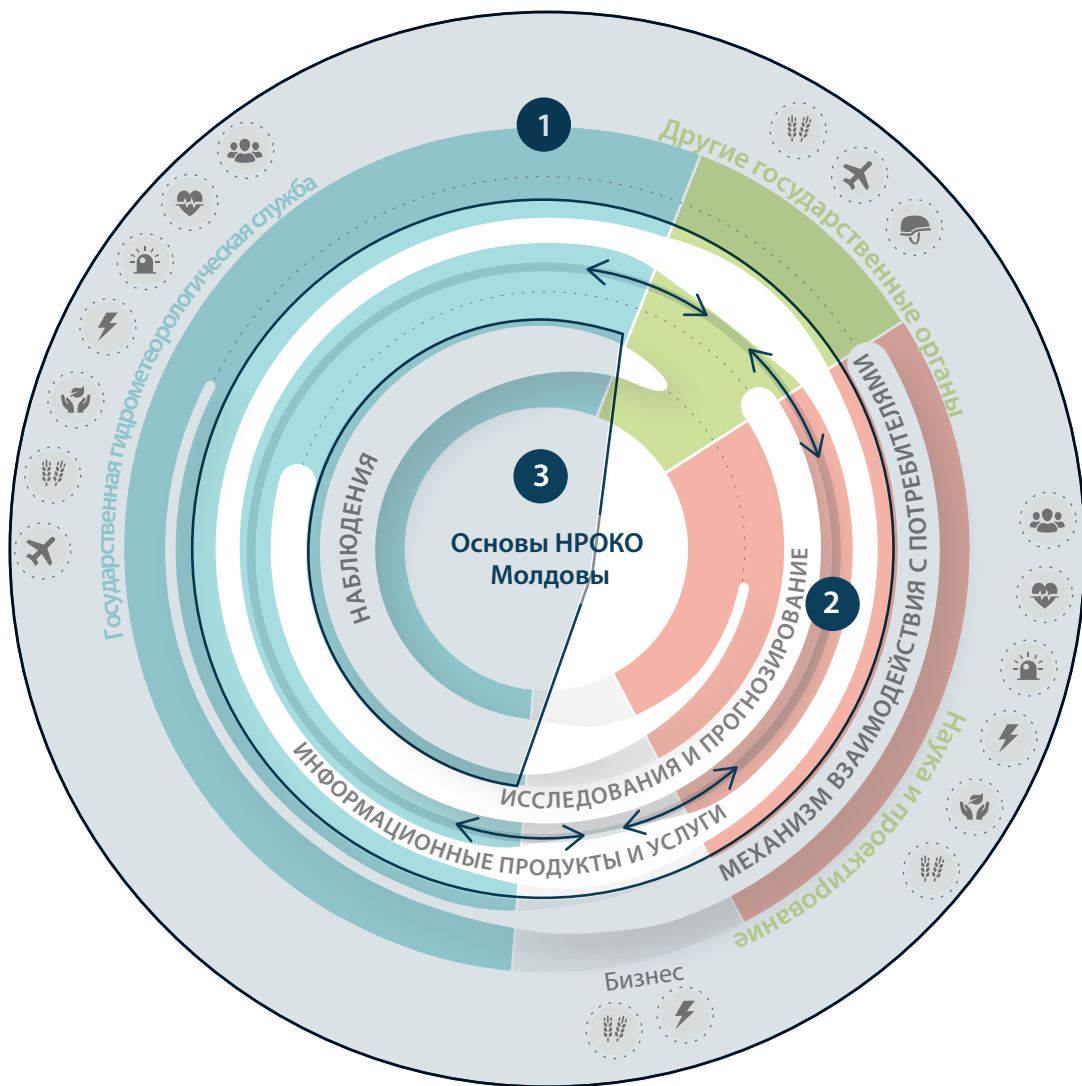 1
Другие государственные органы
Государственная гидрометеорологическая служба
НАБЛЮДЕНИЯ
3
Основы НРОКО
Молдовы
2
ИССЛЕДОВАНИЯ И ПРОГНОЗИРОВАНИЕ
ИНФОРМАЦИОННЫЕ ПРОДУКТЫ И УСЛУГИ
МЕХАНИЗМ ВЗАИМОДЕЙСТВИЯ С ПОТРЕБИТЕЛЯМИ
Наука и проектирование
Бизнес